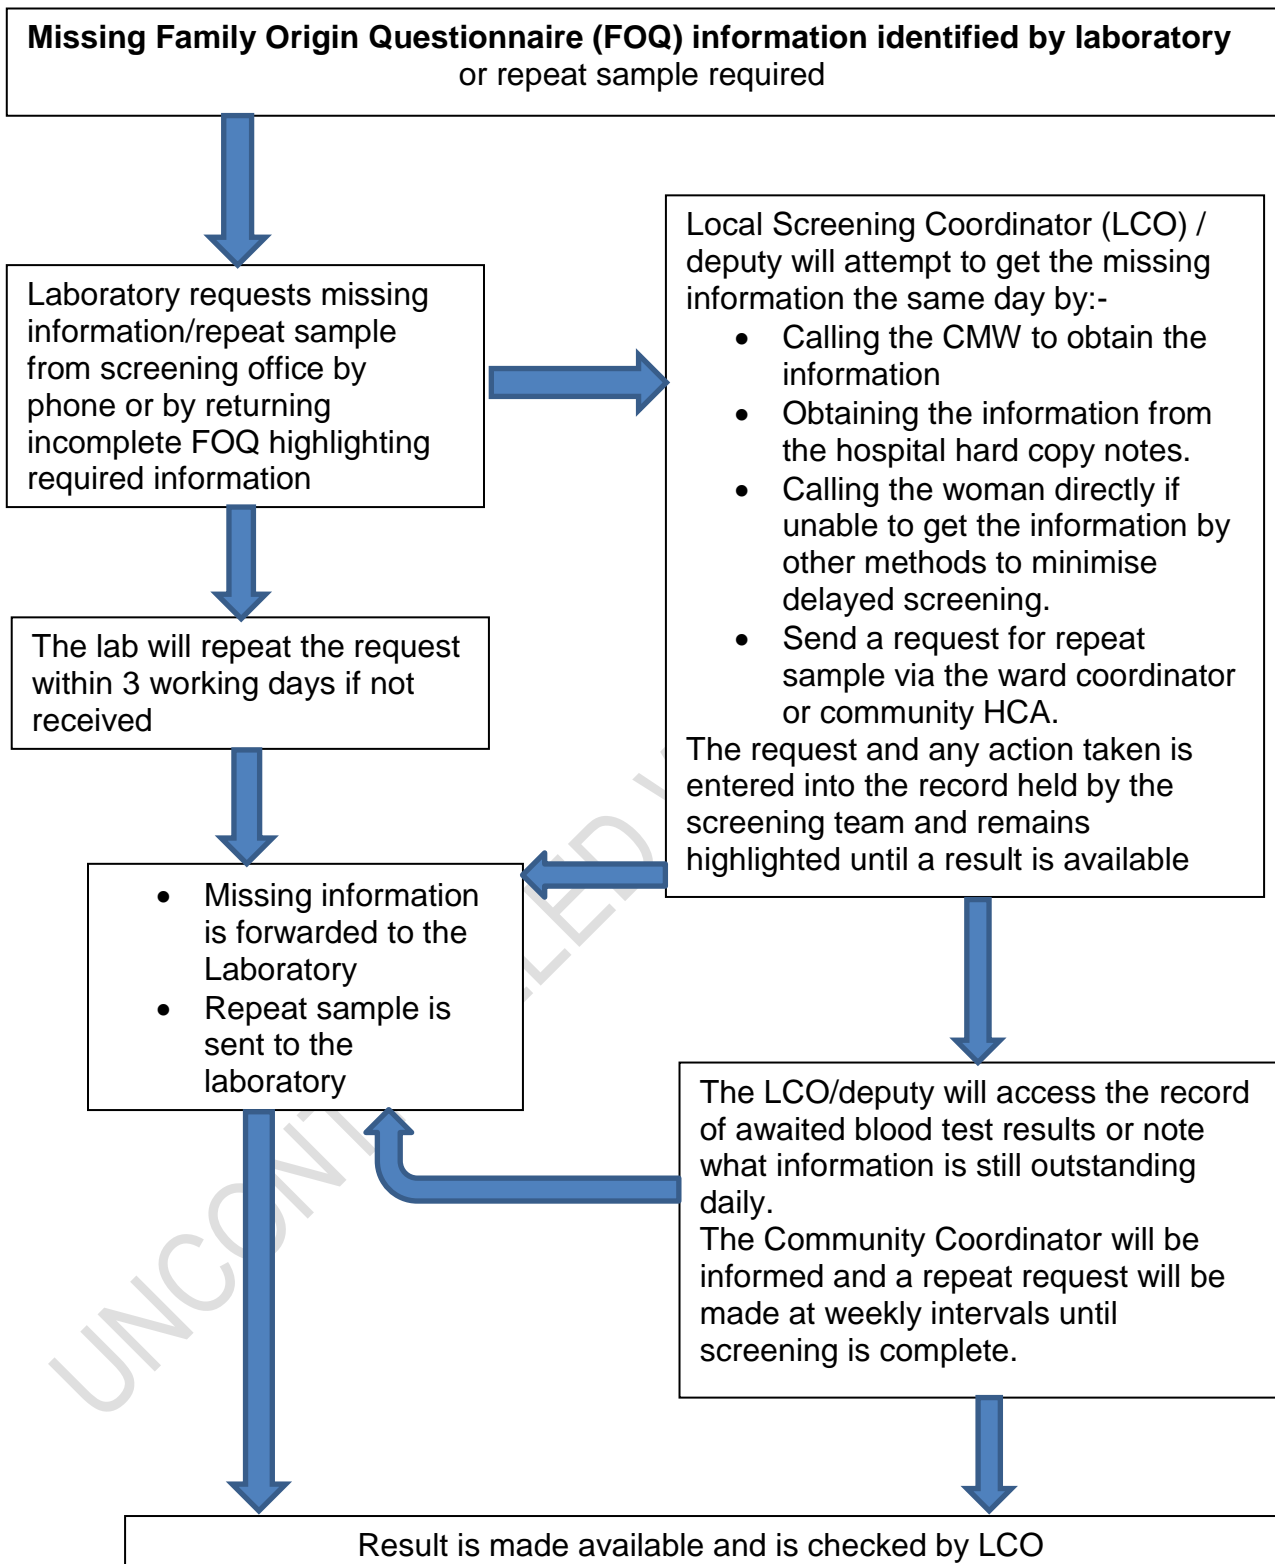 Missing Family Origin Questionnaire (FOQ) information identified by laboratory
or repeat sample required
Laboratory requests missing
information/repeat sample
from screening office by
phone or by returning
incomplete FOQ highlighting
required information
Local Screening Coordinator (LCO) /
deputy will attempt to get the missing
information the same day by:-
• Calling the CMW to obtain the
information
• Obtaining the information from
the hospital hard copy notes.
• Calling the woman directly if
unable to get the information by
other methods to minimise
delayed screening.
• Send a request for repeat
sample via the ward coordinator
or community HCA.
The request and any action taken is
entered into the record held by the
screening team and remains
highlighted until a result is available
The lab will repeat the request
within 3 working days if not
received
• Missing information
is forwarded to the
Laboratory
• Repeat sample is
sent to the
laboratory
The LCO/deputy will access the record
of awaited blood test results or note
what information is still outstanding
daily.
The Community Coordinator will be
informed and a repeat request will be
made at weekly intervals until
screening is complete.
Result is made available and is checked by LCO